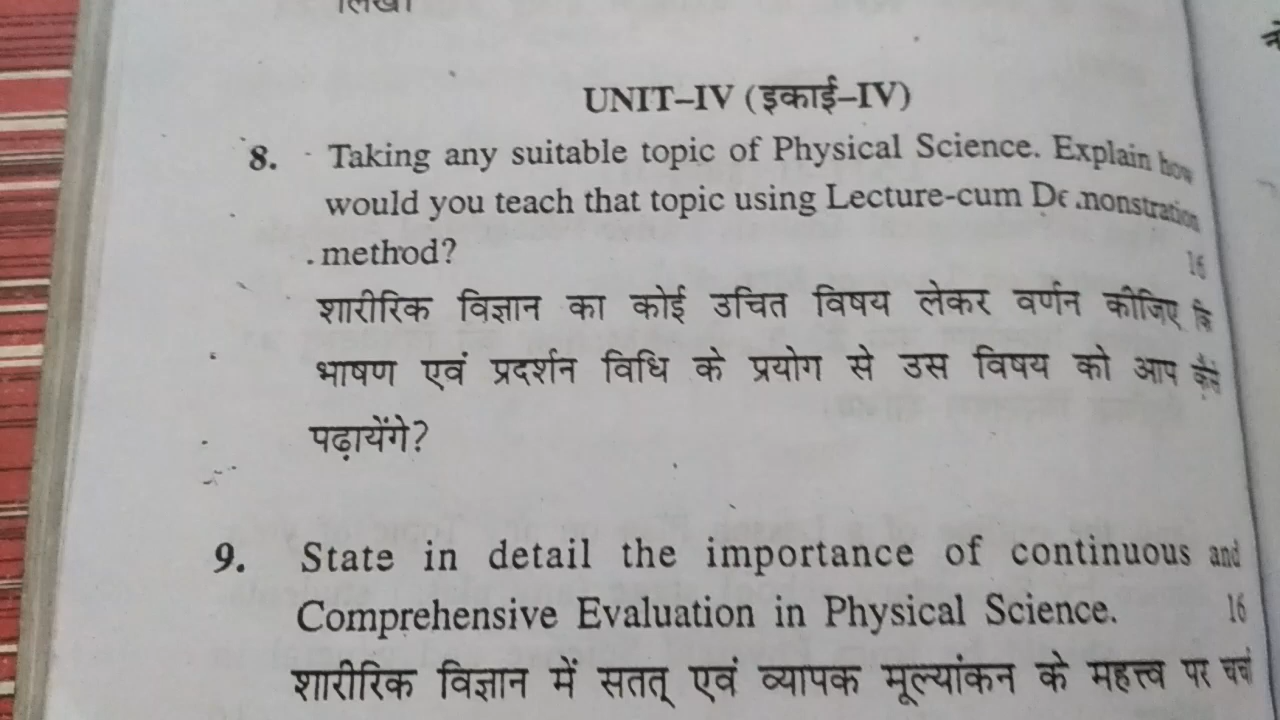 लिखा
UNIT–IV (इकाई–IV)
8. Taking any suitable topic of Physical Science. Explain how
would you teach that topic using Lecture-cum Demonstration
method?
16
शारीरिक विज्ञान का कोई उचित विषय लेकर वर्णन कीजिए कि
भाषण एवं प्रदर्शन विधि के प्रयोग से उस विषय को आप कैसे
पढ़ायेंगे?
9. State in detail the importance of continuous and
Comprehensive Evaluation in Physical Science. 16
शारीरिक विज्ञान में सतत् एवं व्यापक मूल्यांकन के महत्त्व पर